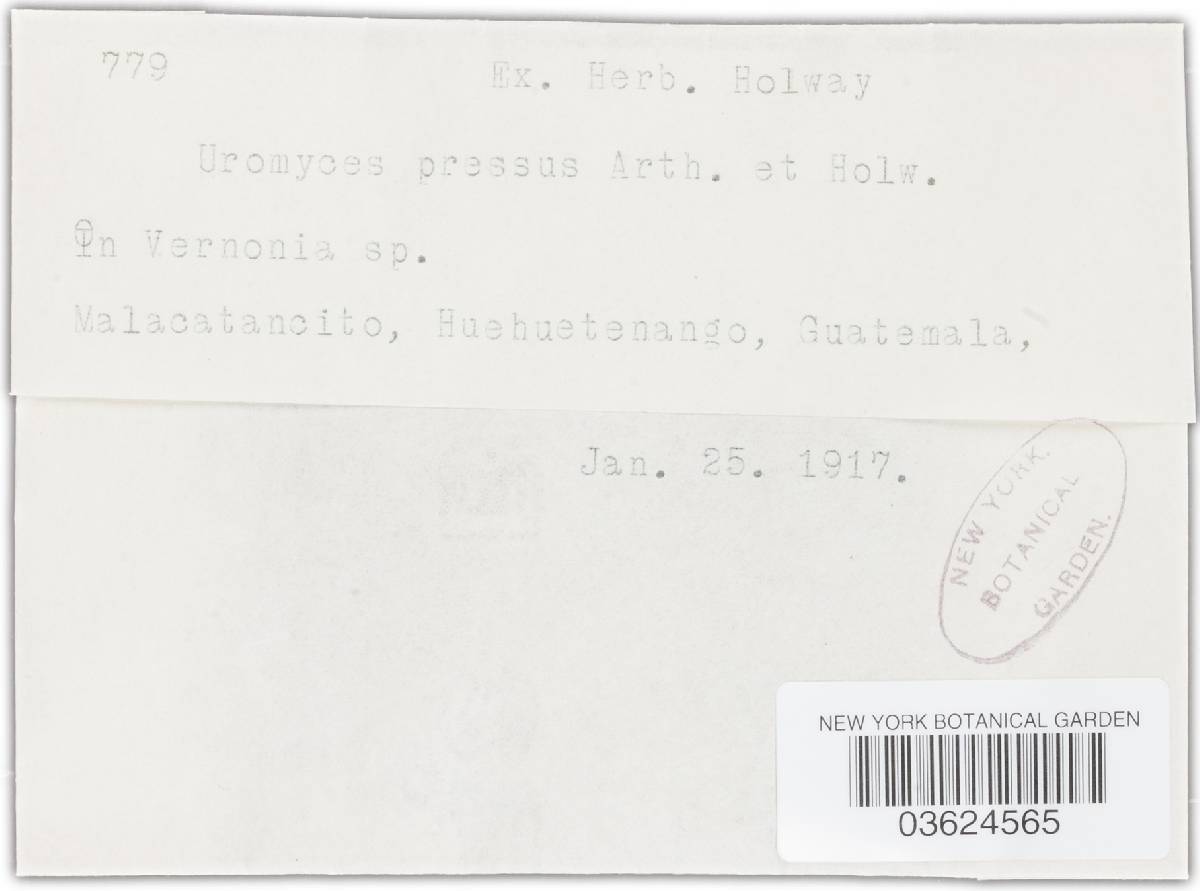 779
Ex. Herb. Holway
Uromyces pressus Arth. et Holw.
On Vernonia sp.
Malacatancito, Huehuetenango, Guatemala,
Jan. 25. 1917.
NEW YORK.
BOTANICAL
GARDEN.
NEW YORK BOTANICAL GARDEN
03624565